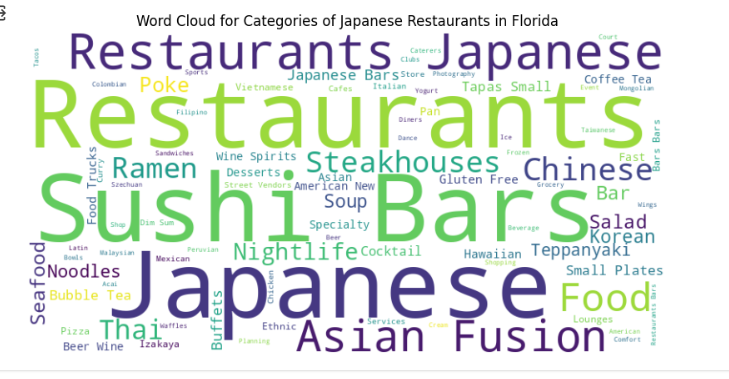 Word Cloud for Categories of Japanese Restaurants in Florida
Restaurants Japanese
Court
Caterers
Tacos
Clubs
Sports
Japanese Bars
Store
Photography
Coffee Tea
Colombian
Poke
Vietnamese
Cafes
Italian
Yogurt
Tapas Small
Event
Mongolian
Restaurants
Filipino
Pan
Diners
Dance
Ice
Taiwanese
Bars Bars
Sandwiches
Wine Spirits
Steakhouses
Frozen
Fast
Food Trucks
Curry
Ramen
Desserts
Asian
Chinese
Szechuan
Street Vendors
American New
Gluten Free
Grocery
Sushi Bars
Soup
Bar
Wings
Shop
Dim Sum
Specialty
Beverage
Salad
Beer
Korean
Seafood
Latin
Bowls
Malaysian
Peruvian
Nightlife
Cocktail
Hawaiian
Teppanyaki
Mexican
Shopping
Noodles
Japanese
Chicken
Small Plates
Acai
Bubble Tea
Buffets
Food
Restaurants Bars
Pizza
Thai
Waffles
Ethnic
Services
Asian Fusion
Lounges
American
Beer Wine
Izakaya
Planning
Comfort